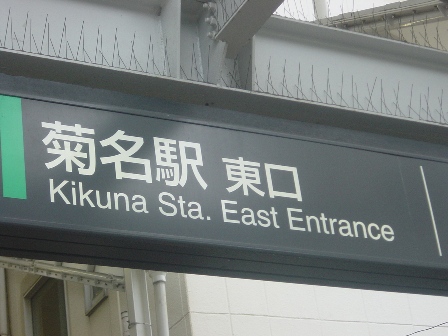 菊名駅 東口
Kikuna Sta. East Entrance